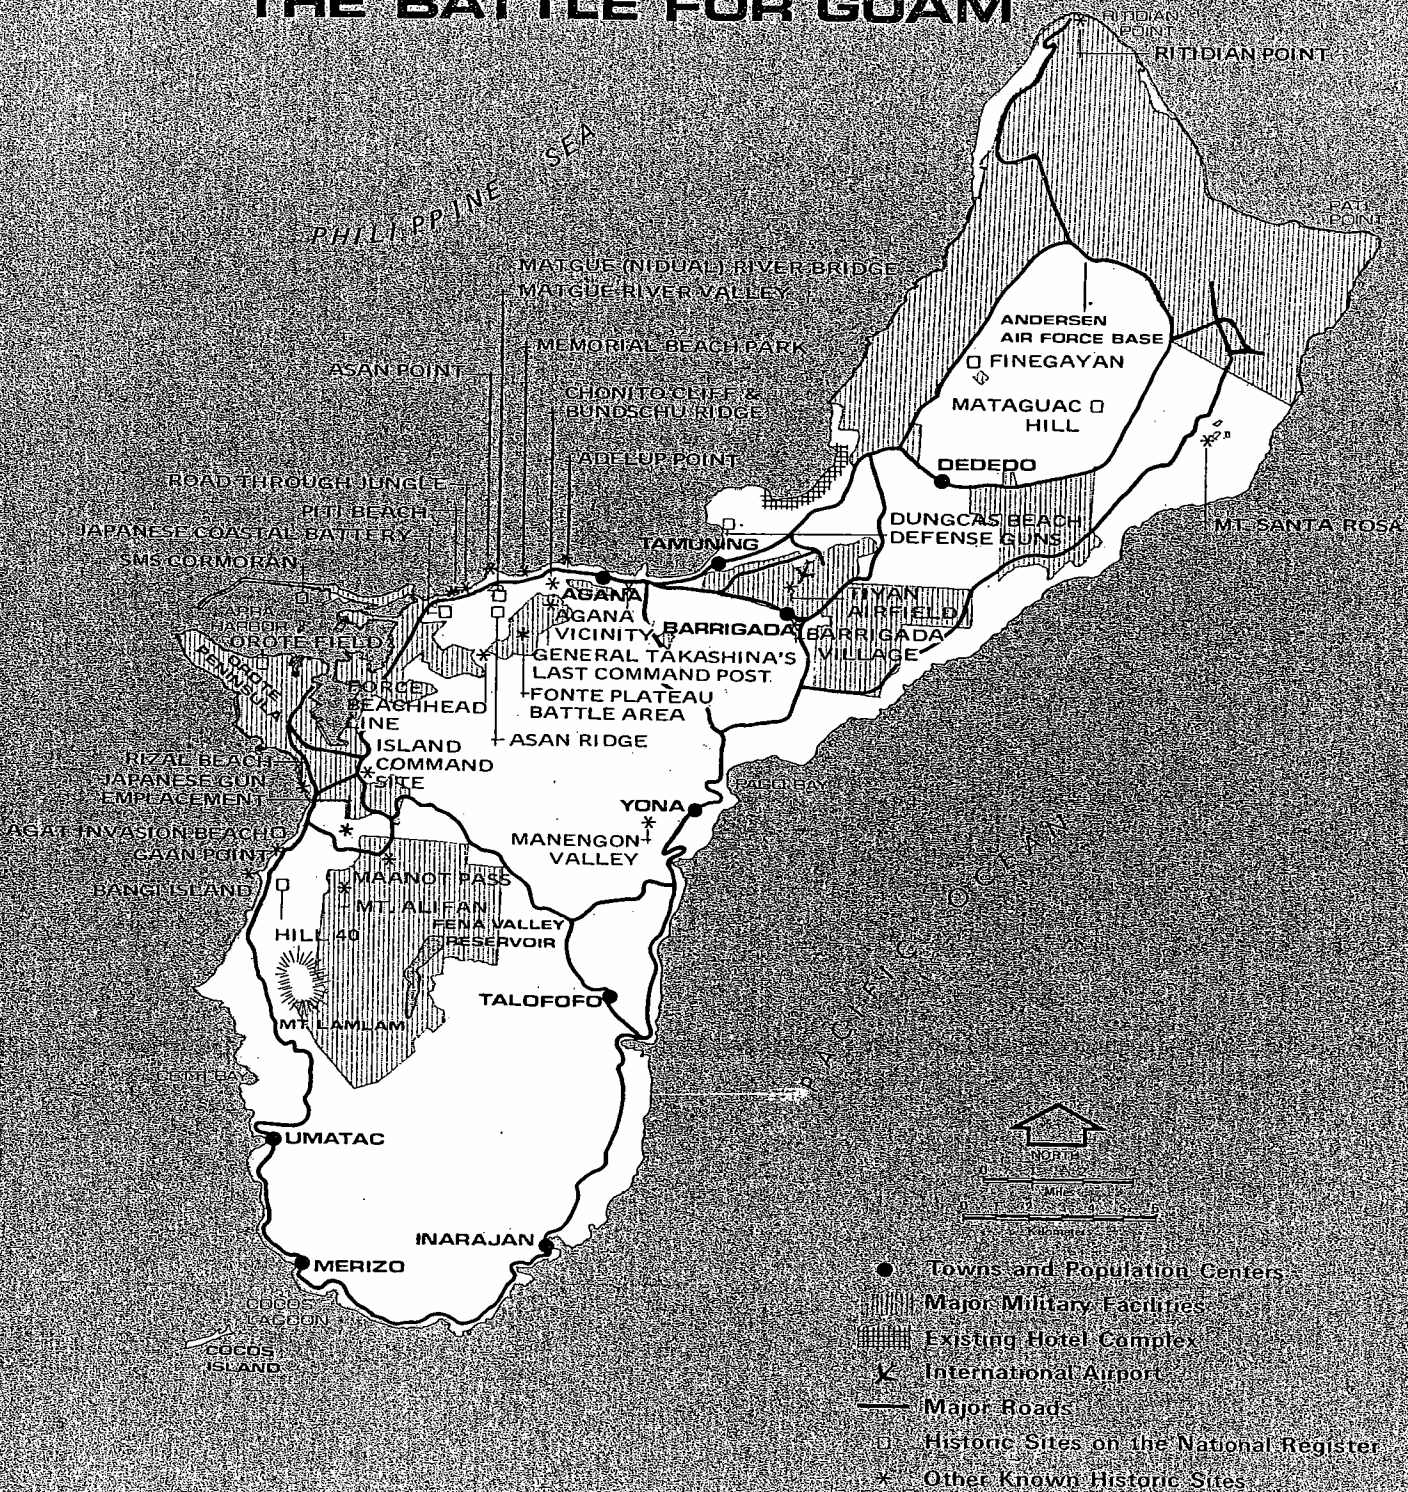 THE BATTLE FOR GUAM
RITIDIAN
POINT
RITIDIAN POINT
PHILIPPINE SEA
PATI
POINT
MATGUE (NIDUAL) RIVER BRIDGE
MATGUE RIVER VALLEY
ANDERSEN
AIR FORCE BASE
MEMORIAL BEACH PARK
FINEGAYAN
ASAN POINT
CHONITO CLIFF &
BUNDSCHU RIDGE
MATAGUAC
HILL
ADELUP POINT
DEDEDO
ROAD THROUGH JUNGLE
PITI BEACH
DUNGCAS BEACH
DEFENSE GUNS
MT. SANTA ROSA
JAPANESE COASTAL BATTERY
TAMUNING
SMS CORMORAN
AGANA
TIYAN
AIRFIELD
APRA
HARBOR
AGANA
VICINITY
BARRIGADA
BARRIGADA
VILLAGE
OROTE FIELD
OROTE
PENINSULA
GENERAL TAKASHINA'S
LAST COMMAND POST
FORCE
BEACHHEAD
LINE
FONTE PLATEAU
BATTLE AREA
ASAN RIDGE
ISLAND
COMMAND
SITE
RIZAL BEACH
JAPANESE GUN
EMPLACEMENT
PAGO BAY
YONA
AGAT INVASION BEACH
MANENGON
VALLEY
GAAN POINT
BANGI ISLAND
MAANOT PASS
MT. ALIFAN
PACIFIC OCEAN
HILL 40
FENA VALLEY
RESERVOIR
TALOFOFO
MT. LAMLAM
CETTI BAY
UMATAC
NORTH
Miles
Kilometers
INARAJAN
MERIZO
COCOS
LAGOON
COCOS
ISLAND
Towns and Population Centers
Major Military Facilities
Existing Hotel Complex
International Airport
Major Roads
Historic Sites on the National Register
Other Known Historic Sites